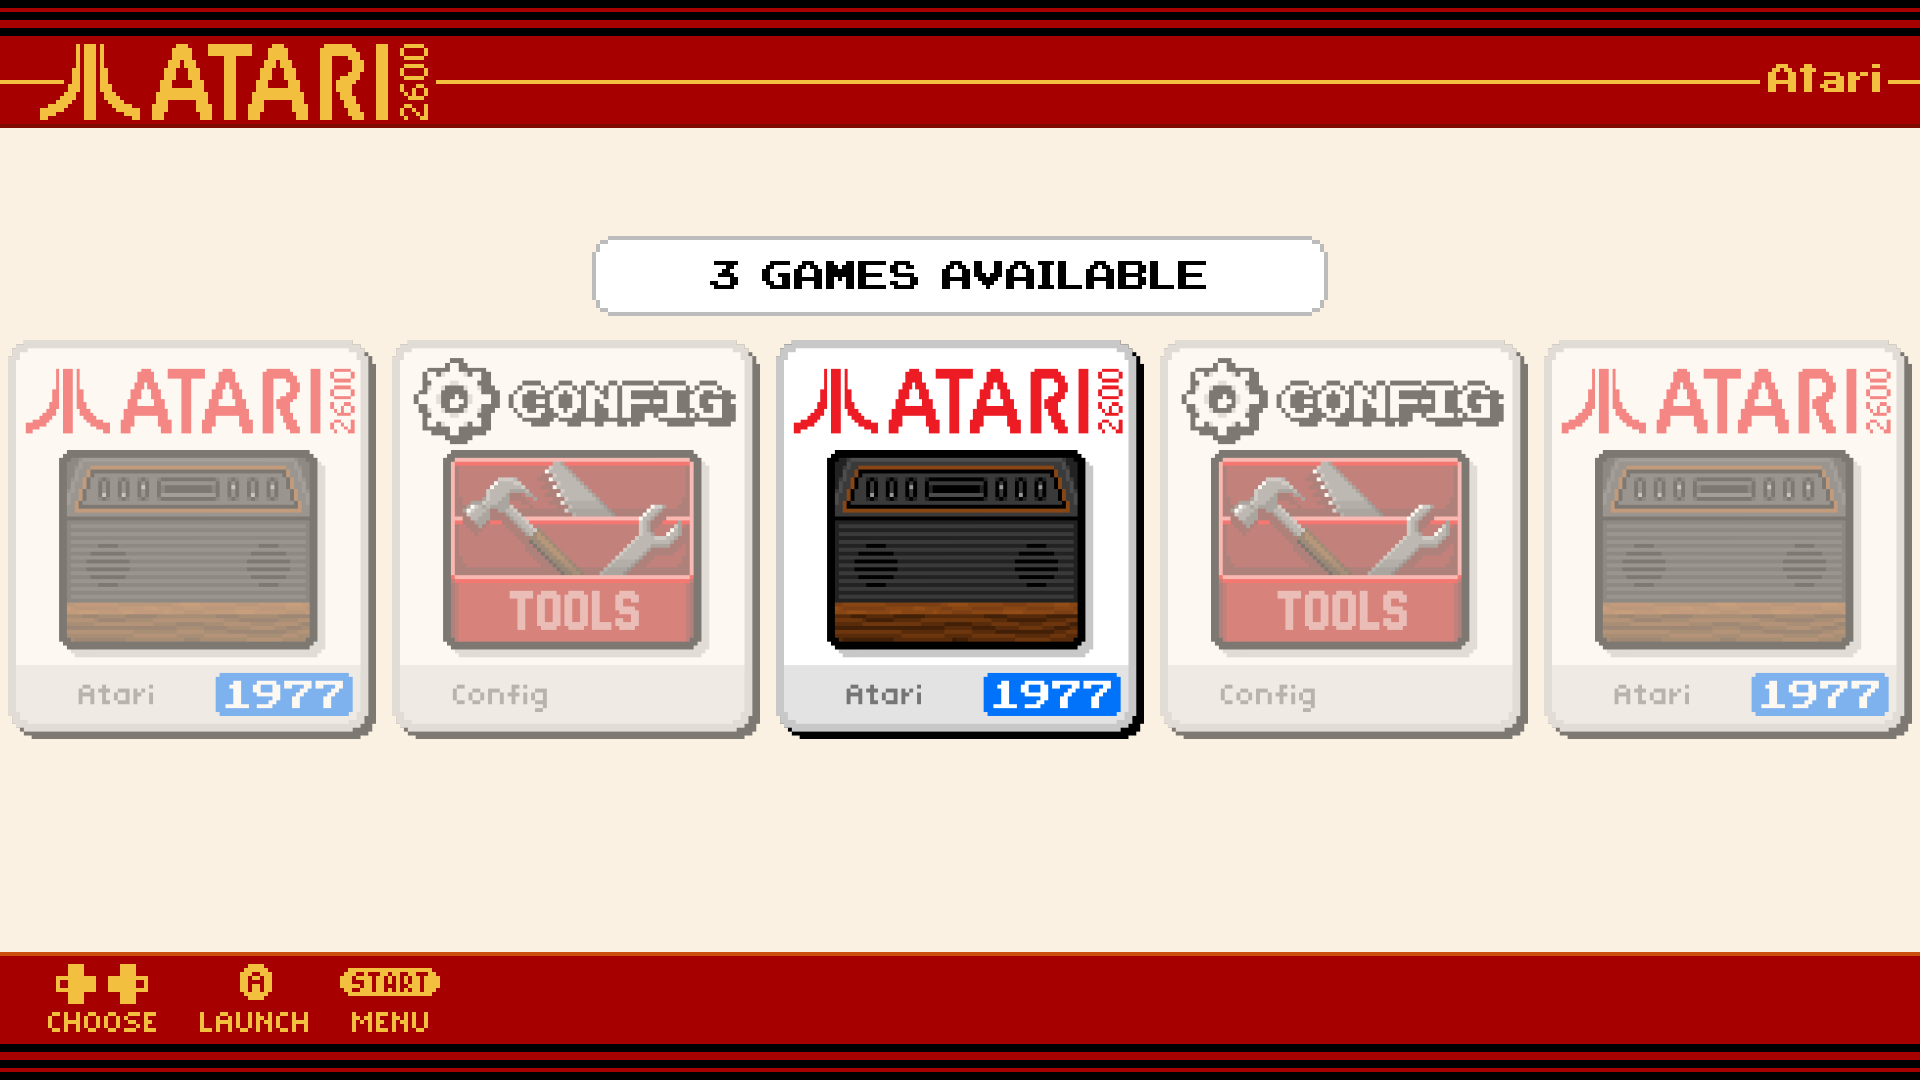 ATARI 2600
Atari
3 GAMES AVAILABLE
ATARI 2600
CONFIG
ATARI 2600
CONFIG
ATARI 2600
TOOLS
TOOLS
Atari 1977
Config
Atari 1977
Config
Atari 1977
A
START
CHOOSE
LAUNCH
MENU